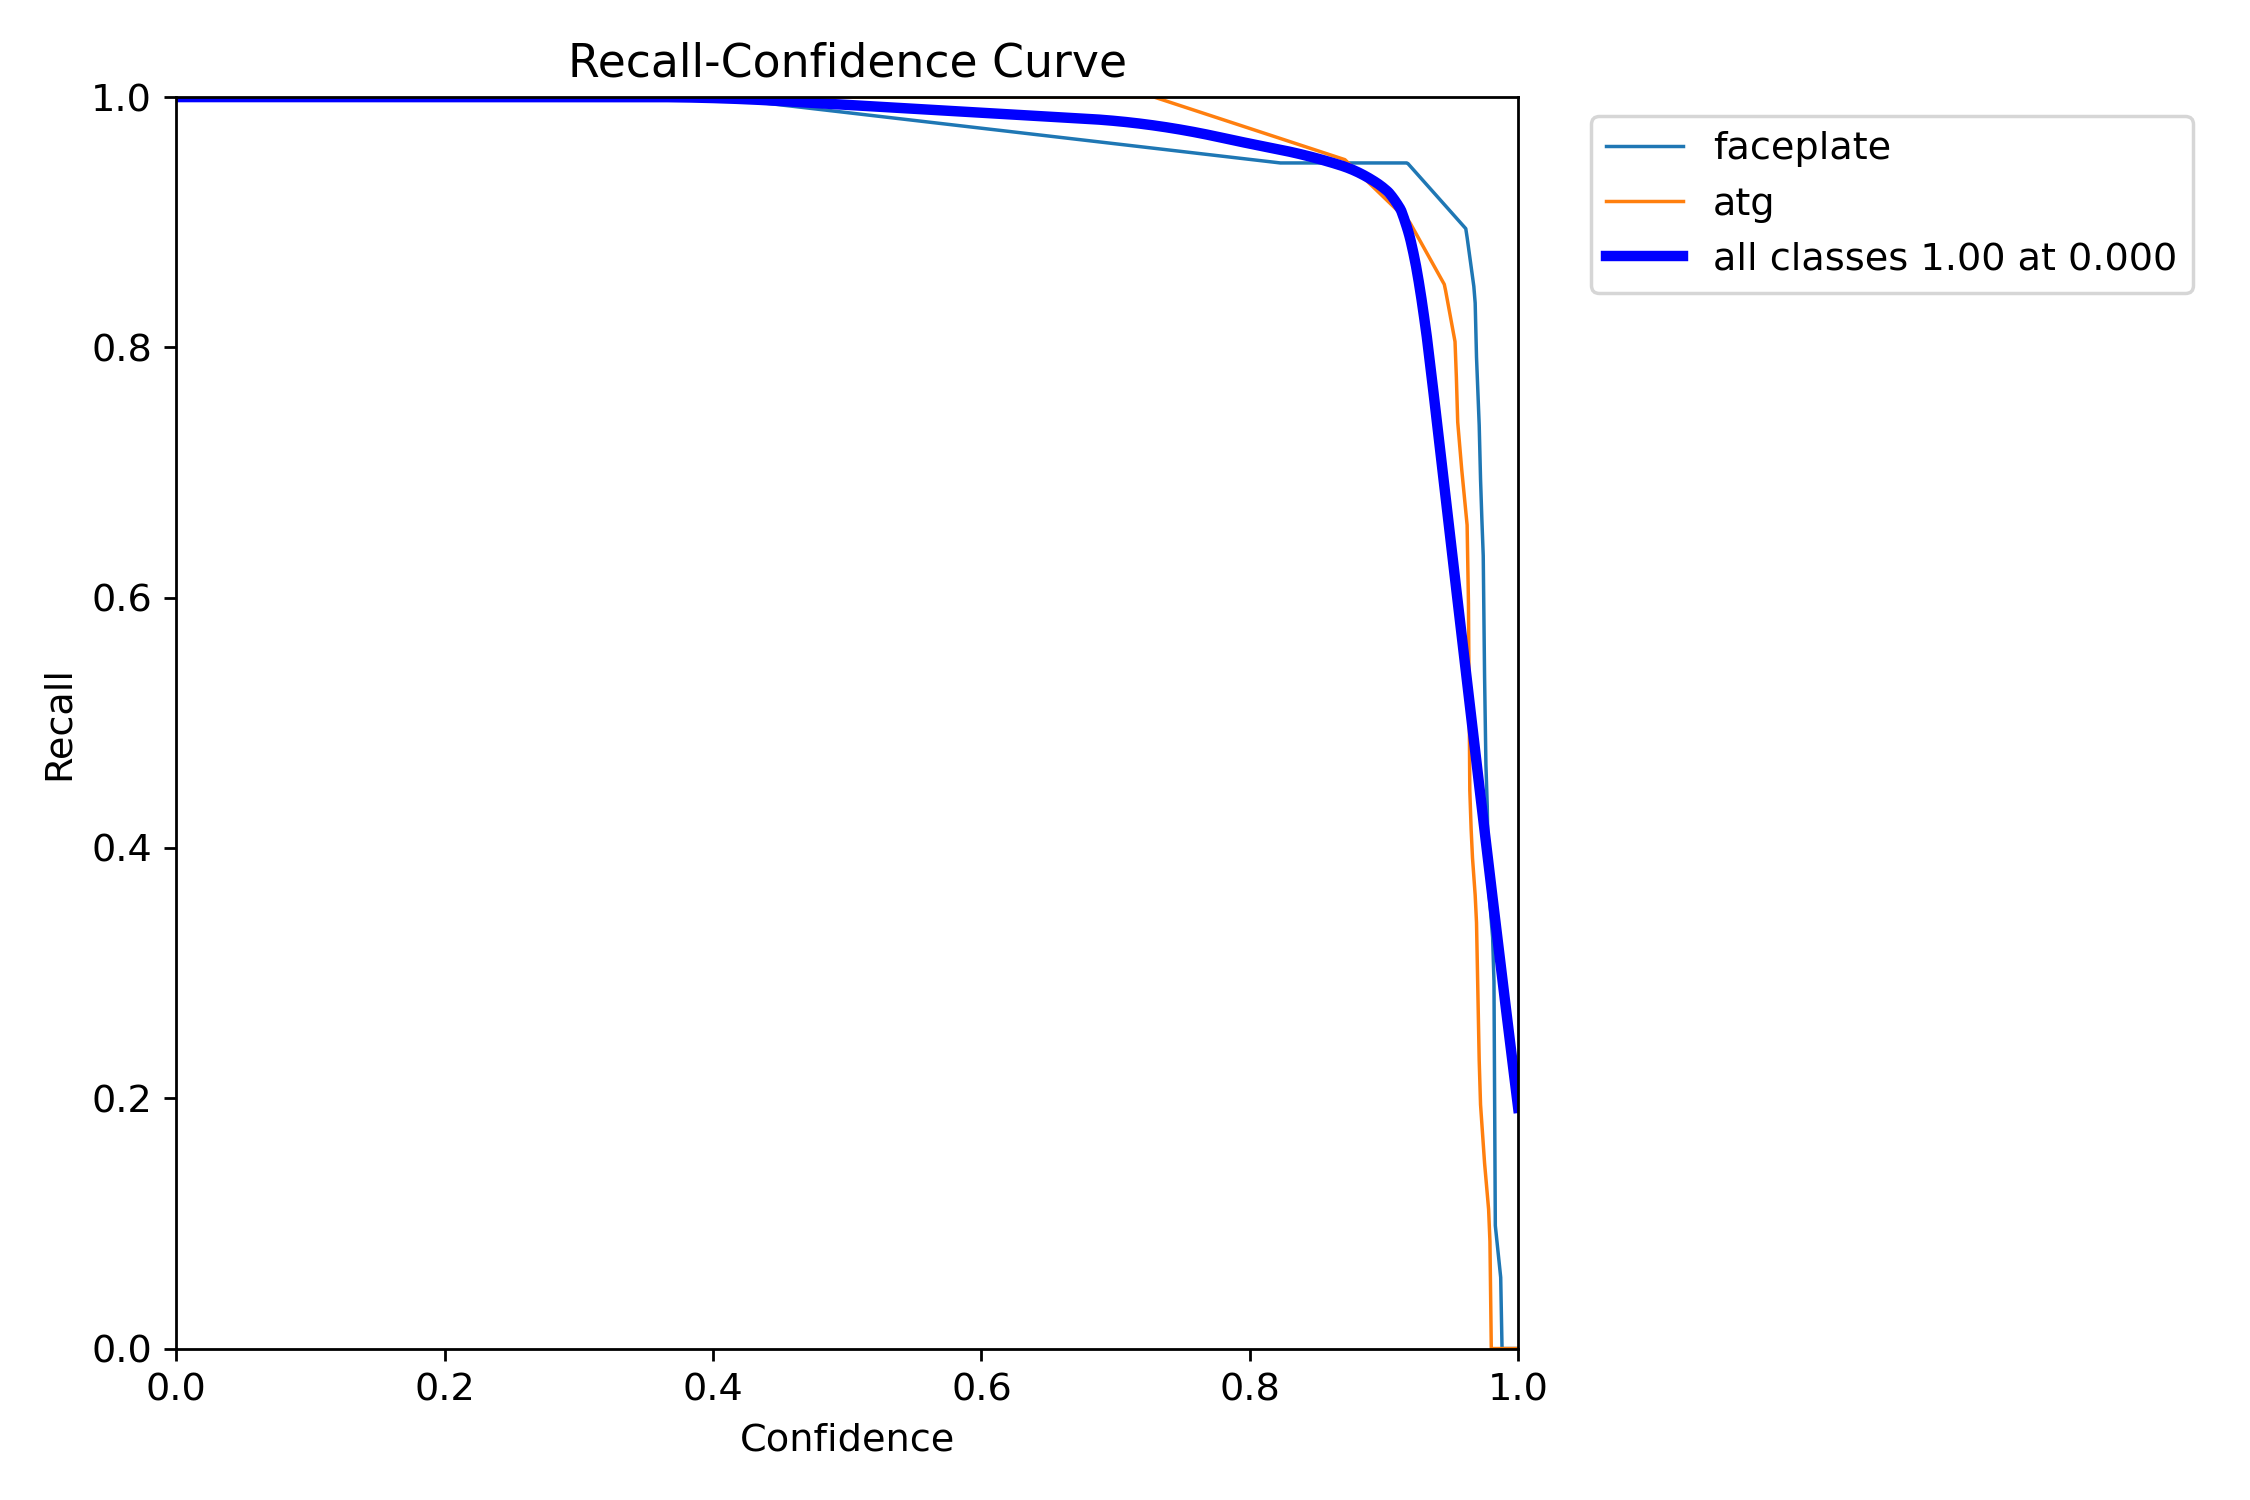 Recall-Confidence Curve
1.0
0.8
0.6
0.4
0.2
0.0
Recall
0.0 0.2 0.4 0.6 0.8 1.0
Confidence
faceplate
atg
all classes 1.00 at 0.000